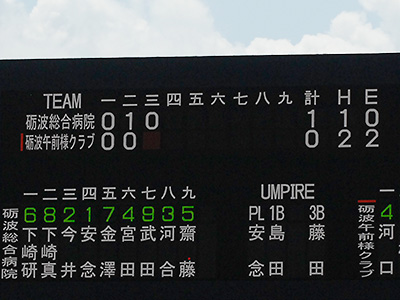 TEAM 一 二 三 四 五 六 七 八 九 計 H E
砺波総合病院 0 1 0 1 1 0
砺波午前様クラブ 0 0 0 2 2
砺波総合病院
一 二 三 四 五 六 七 八 九
6 8 2 1 7 4 9 3 5
下崎研
下崎真
今井
安念
金澤
宮田
武田
河合
齋藤
UMPIRE
PL 1B 3B
安念
島田
藤田
砺波午前様クラブ
一
4
河口